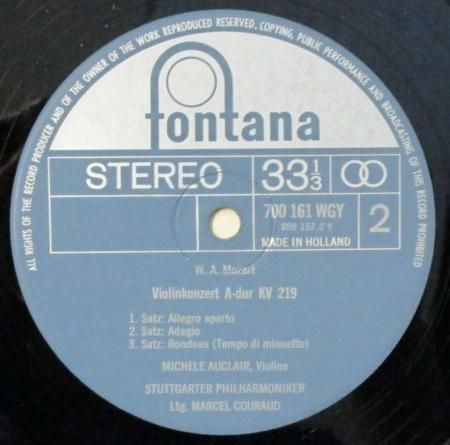 ALL RIGHTS OF THE RECORD PRODUCER AND OF THE OWNER OF THE WORK REPRODUCED RESERVED. COPYING, PUBLIC PERFORMANCE AND BROADCASTING OF THIS RECORD PROHIBITED
fontana
STEREO 33⅓
700 161 WGY 2
850 157.2 Y
MADE IN HOLLAND
W. A. Mozart
Violinkonzert A-dur KV 219
1. Satz: Allegro aperto
2. Satz: Adagio
3. Satz: Rondeau (Tempo di minuetto)
MICHÈLE AUCLAIR, Violine
STUTTGARTER PHILHARMONIKER
Ltg. MARCEL COURAUD